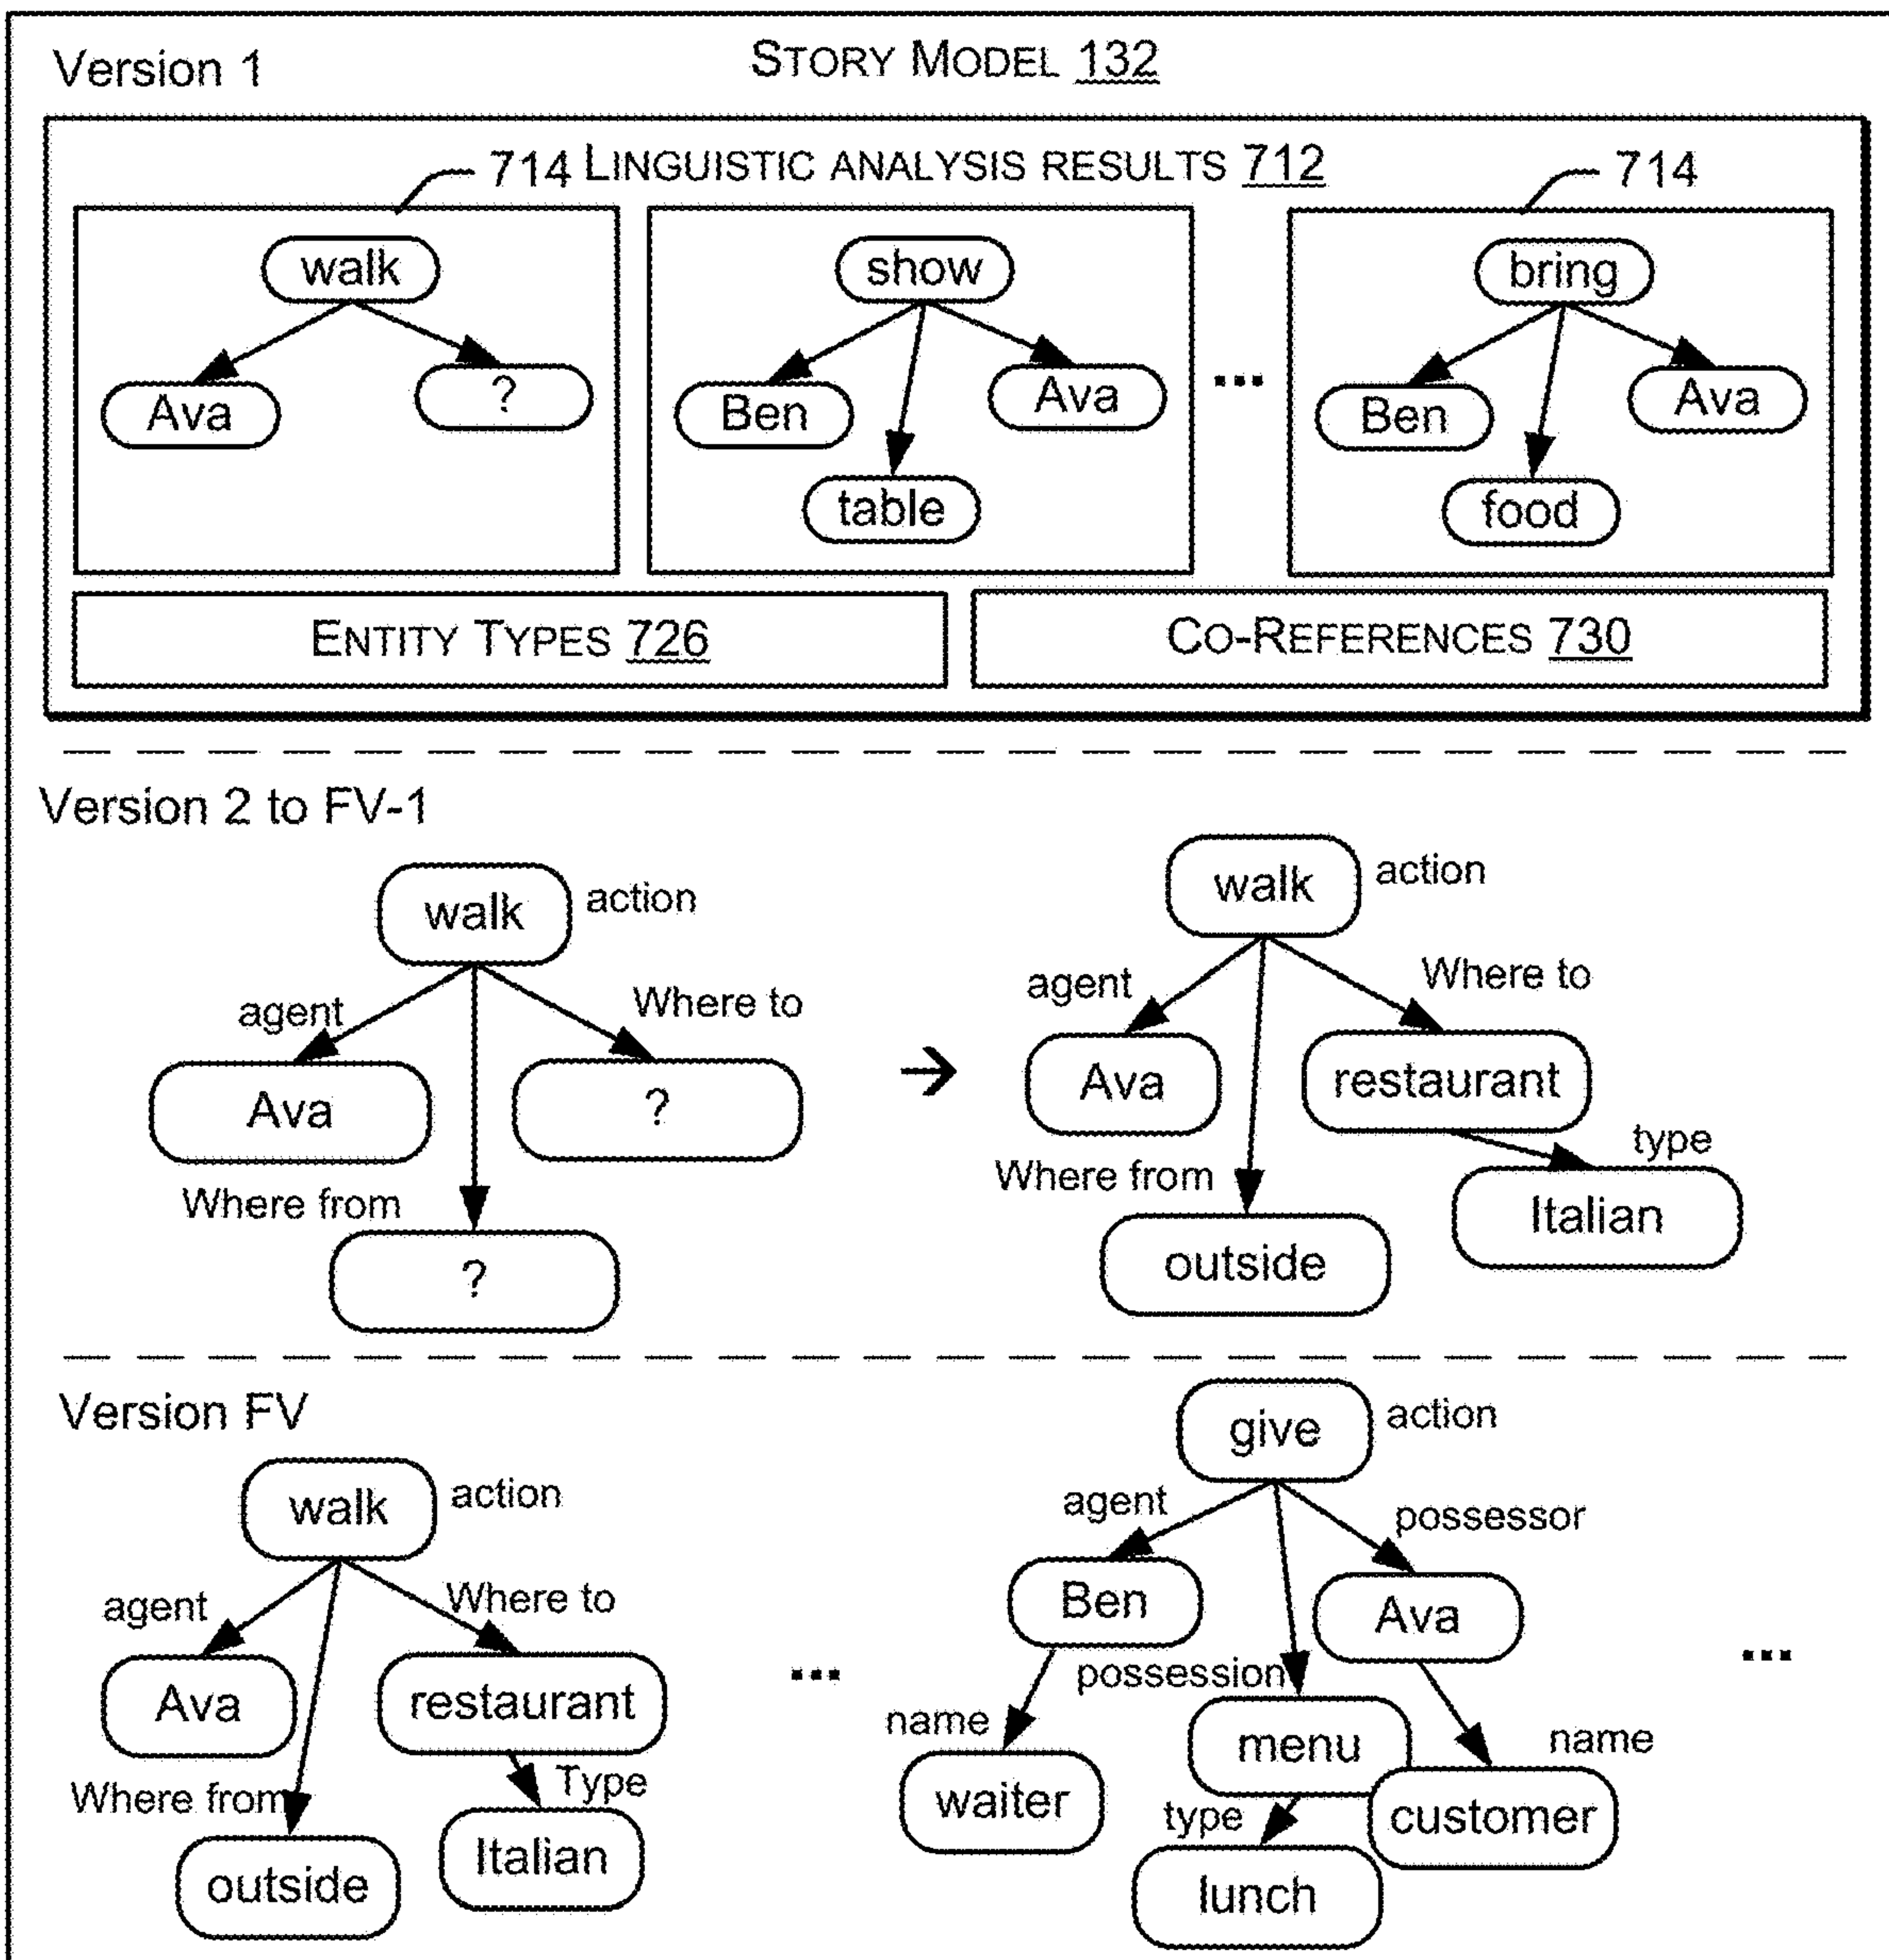 Version 1
STORY MODEL 132
714 LINGUISTIC ANALYSIS RESULTS 712
714
walk
Ava
?
show
Ben
Ava
table
...
bring
Ben
Ava
food
ENTITY TYPES 726
CO-REFERENCES 730
Version 2 to FV-1
walk
action
agent
Where to
Ava
?
Where from
?
→
walk
action
agent
Where to
Ava
restaurant
type
Where from
Italian
outside
Version FV
walk
action
agent
Where to
Ava
restaurant
Where from
Type
outside
Italian
...
give
action
agent
possessor
Ben
Ava
possession
name
menu
name
waiter
type
customer
lunch
...